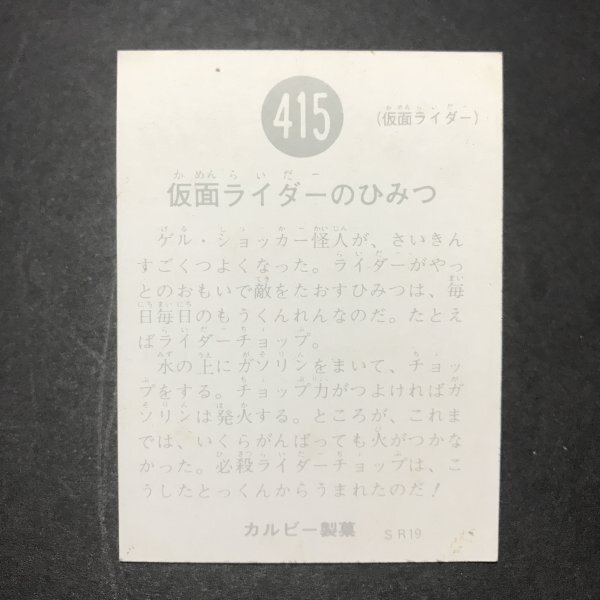 415
(仮面ライダー)
仮面ライダーのひみつ
ゲル・ショッカー怪人が、さいきん
すごくつよくなった。ライダーがやっ
とのおもいで敵をたおすひみつは、毎
日毎日のもうくんれんなのだ。たとえ
ばライダーチョップ。
水の上にガソリンをまいて、チョッ
プをする。チョップ力がつよければガ
ソリンは発火する。ところが、これま
では、いくらがんばっても火がつかな
かった。必殺ライダーチョップは、こ
うしたとっくんからうまれたのだ!
カルビー製菓
SR19